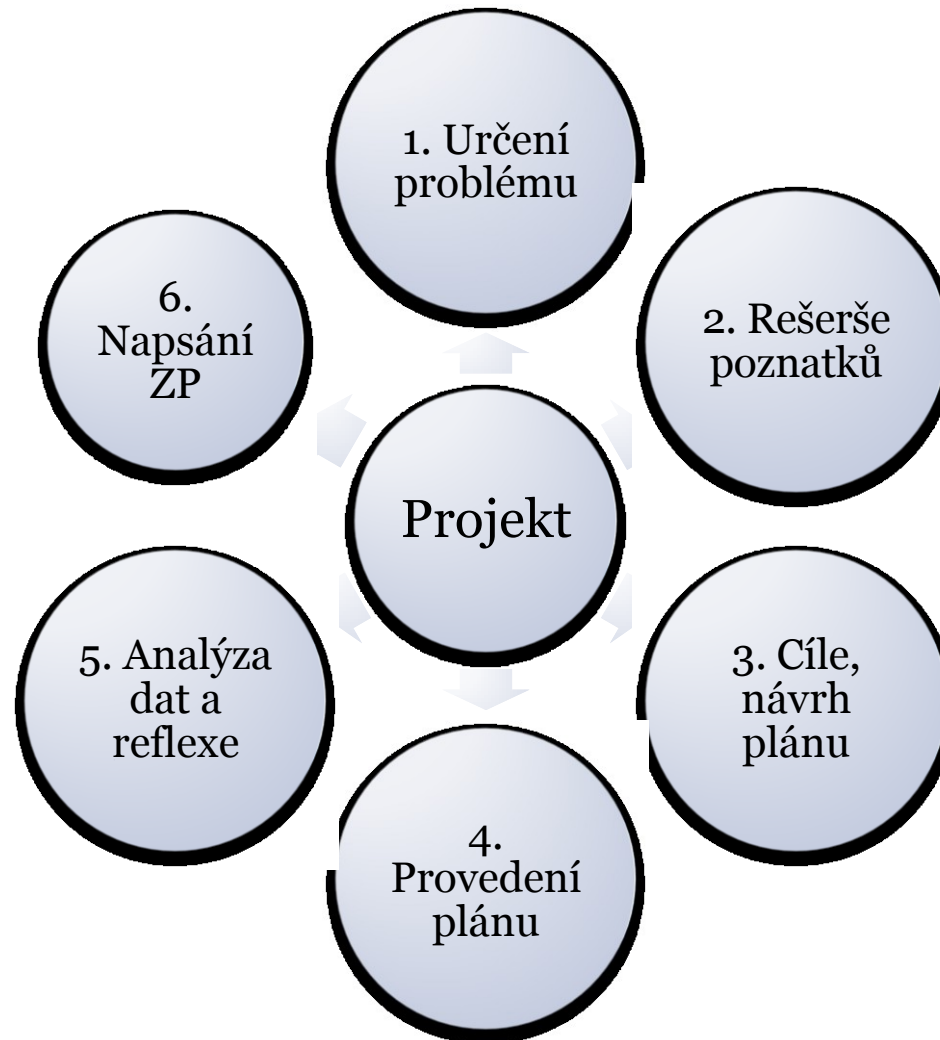 1. Určení
problému
2. Rešerše
poznatků
3. Cíle,
návrh
plánu
4.
Provedení
plánu
5. Analýza
dat a
reflexe
6.
Napsání
ZP
Projekt